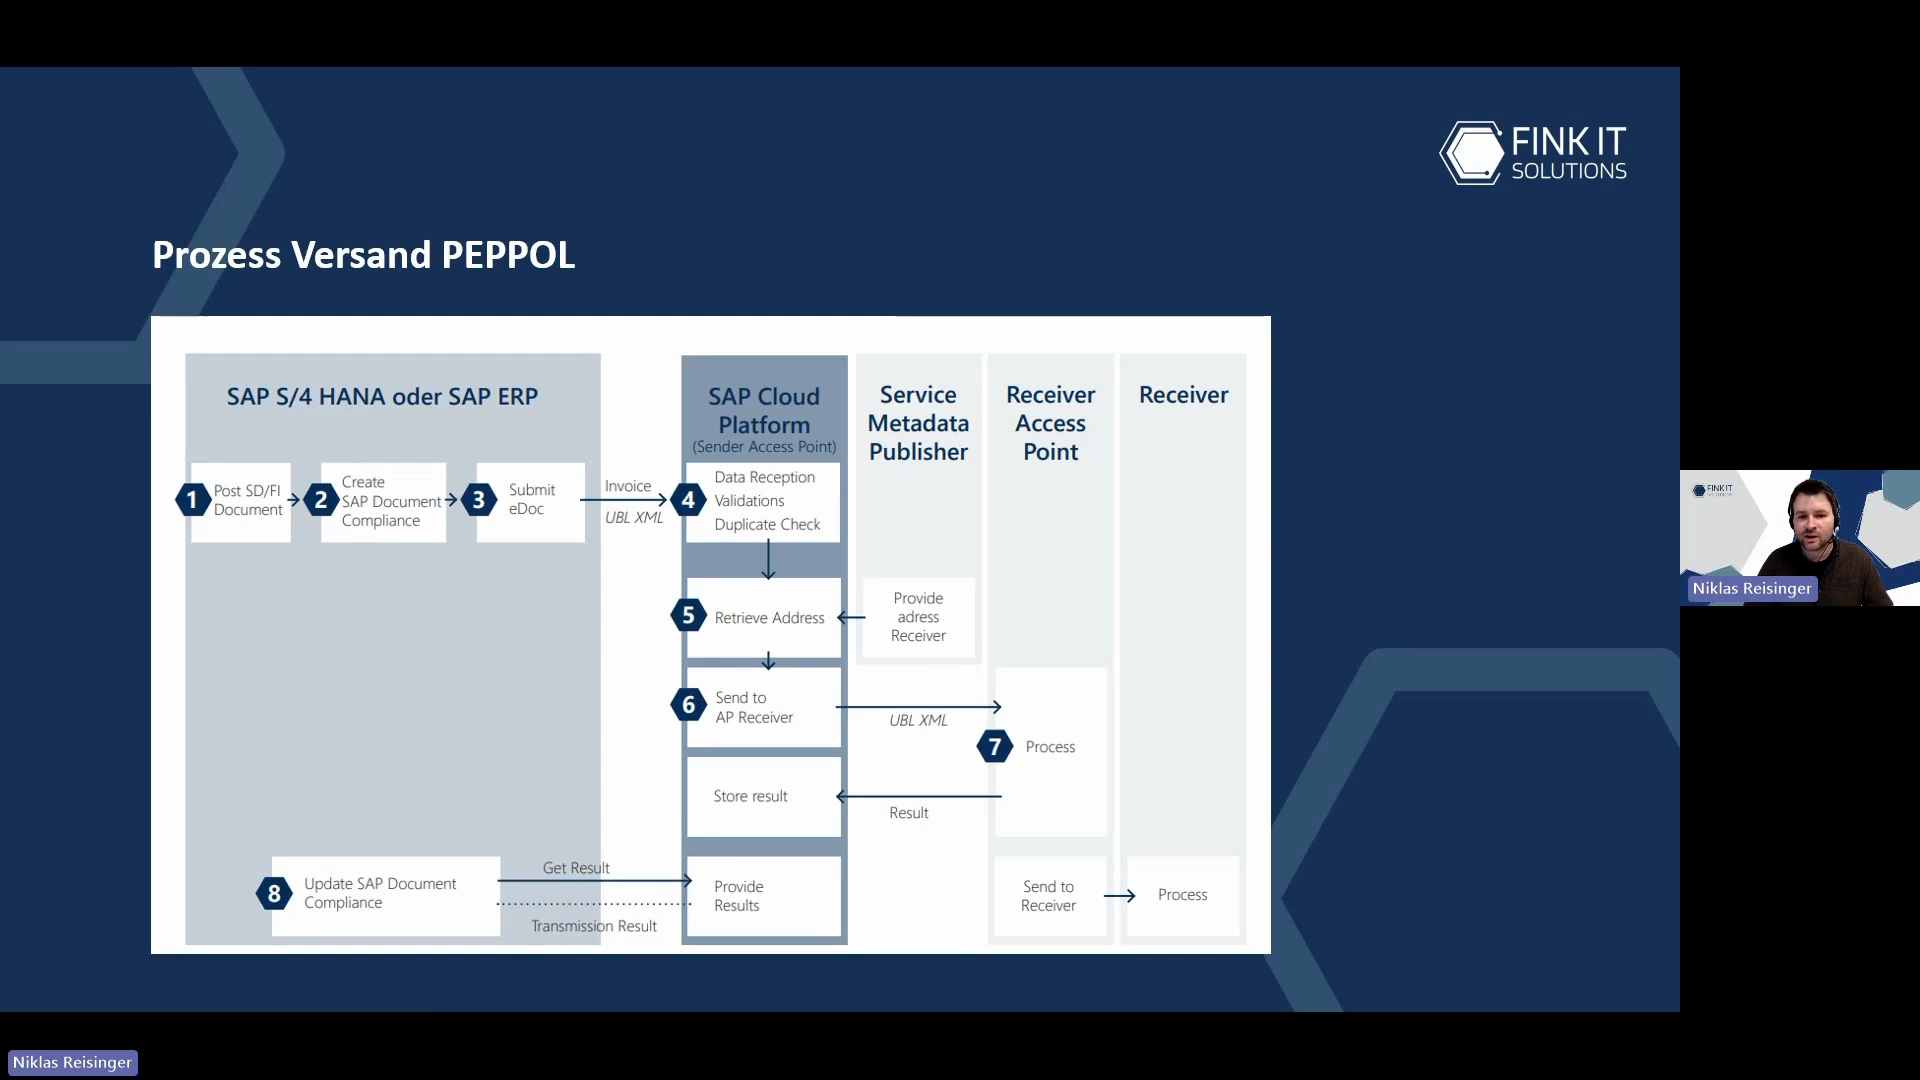 FINK IT
SOLUTIONS
Prozess Versand PEPPOL
SAP S/4 HANA oder SAP ERP
SAP Cloud
Platform
(Sender Access Point)
Service
Metadata
Publisher
Receiver
Access
Point
Receiver
1
Post SD/FI
Document
2
Create
SAP Document
Compliance
3
Submit
eDoc
Invoice
UBL XML
4
Data Reception
Validations
Duplicate Check
5
Retrieve Address
Provide
adress
Receiver
6
Send to
AP Receiver
UBL XML
7
Process
Store result
Result
8
Update SAP Document
Compliance
Get Result
Transmission Result
Provide
Results
Send to
Receiver
Process
FINK IT
SOLUTIONS
Niklas Reisinger
Niklas Reisinger